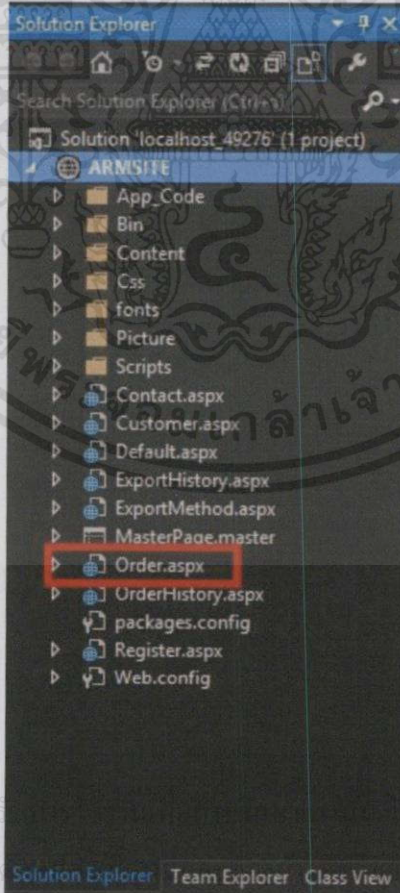 Solution Explorer
Search Solution Explorer (Ctrl+ส)
Solution 'localhost_49276' (1 project)
ARMSITE
App_Code
Bin
Content
Css
fonts
Picture
Scripts
Contact.aspx
Customer.aspx
Default.aspx
ExportHistory.aspx
ExportMethod.aspx
MasterPage.master
Order.aspx
OrderHistory.aspx
packages.config
Register.aspx
Web.config
Solution Explorer Team Explorer Class View